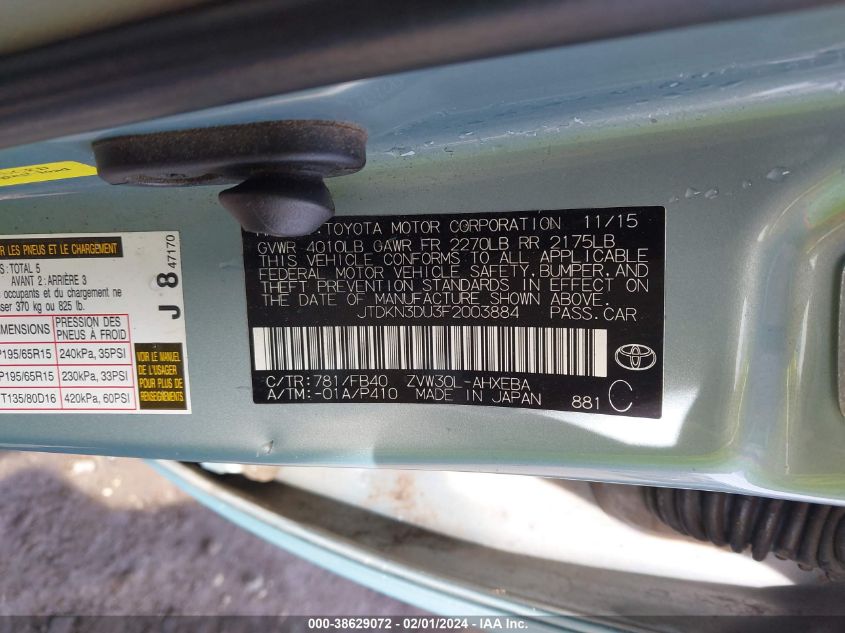 R LES PNEUS ET LE CHARGEMENT
S: TOTAL 5
AVANT 2: ARRIÈRE 3
occupants et du chargement ne
ser 370 kg ou 825 lb.
MENSIONS PRESSION DES PNEUS À FROID
P195/65R15 240kPa, 35PSI
P195/65R15 230kPa, 33PSI
T135/80D16 420kPa, 60PSI
VOIR LE MANUEL
DE L'USAGER
POUR PLUS DE
RENSEIGNEMENTS
J 8 47170
TOYOTA MOTOR CORPORATION 11/15
GVWR 4010LB GAWR FR 2270LB RR 2175LB
THIS VEHICLE CONFORMS TO ALL APPLICABLE
FEDERAL MOTOR VEHICLE SAFETY, BUMPER, AND
THEFT PREVENTION STANDARDS IN EFFECT ON
THE DATE OF MANUFACTURE SHOWN ABOVE.
JTDKN3DU3F2003884 PASS.CAR
C/TR: 781/FB40 ZVW30L-AHXEBA
A/TM: -01A/P410 MADE IN JAPAN 881 C
TOYOTA
000-38629072 - 02/01/2024 - IAA, Inc.